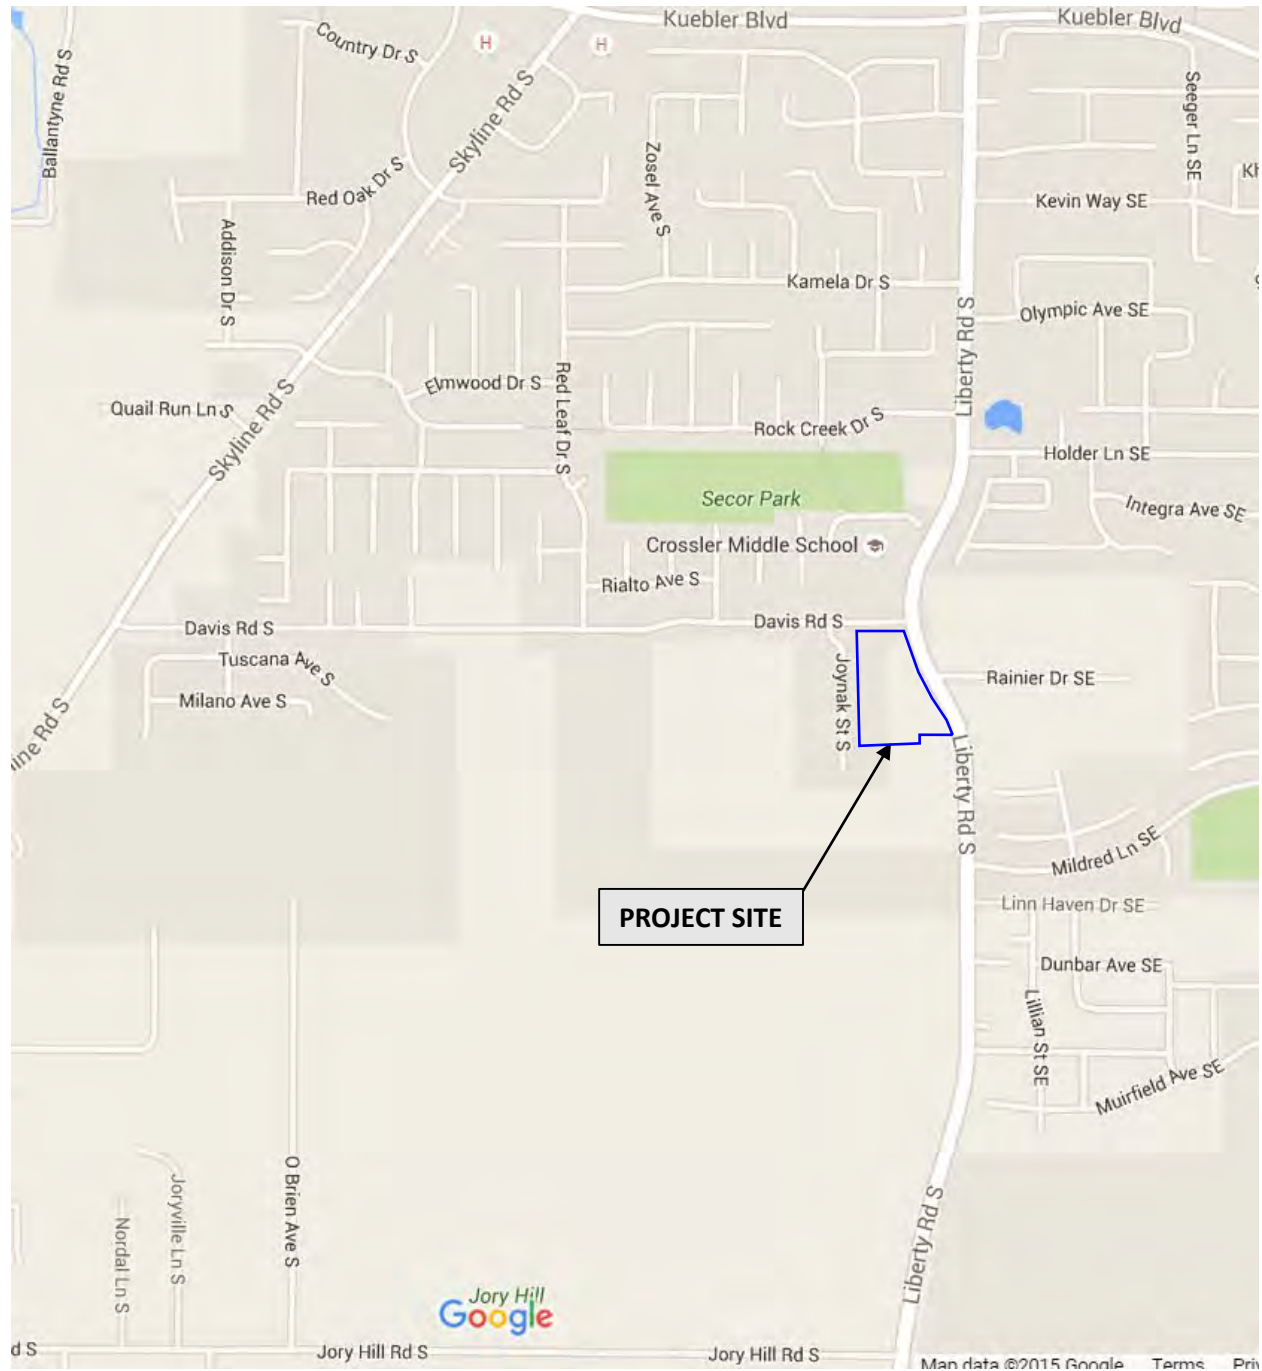 Kuebler Blvd
Kuebler Blvd
Country Dr S
H
H
Ballantyne Rd S
Skyline Rd S
Seeger Ln SE
Zosel Ave S
Red Oak Dr S
Kevin Way SE
Addison Dr S
Kamela Dr S
Olympic Ave SE
Liberty Rd S
Elmwood Dr S
Red Leaf Dr S
Quail Run Ln S
Skyline Rd S
Rock Creek Dr S
Holder Ln SE
Secor Park
Integra Ave SE
Crossler Middle School
Rialto Ave S
Davis Rd S
Davis Rd S
Tuscana Ave S
Joynak St S
Rainier Dr SE
Milano Ave S
line Rd S
Liberty Rd S
Mildred Ln SE
PROJECT SITE
Linn Haven Dr SE
Dunbar Ave SE
Lillian St SE
Muirfield Ave SE
O Brien Ave S
Joryville Ln S
Nordal Ln S
Liberty Rd S
Jory Hill
Google
d S
Jory Hill Rd S
Jory Hill Rd S
Map data ©2015 Google Terms